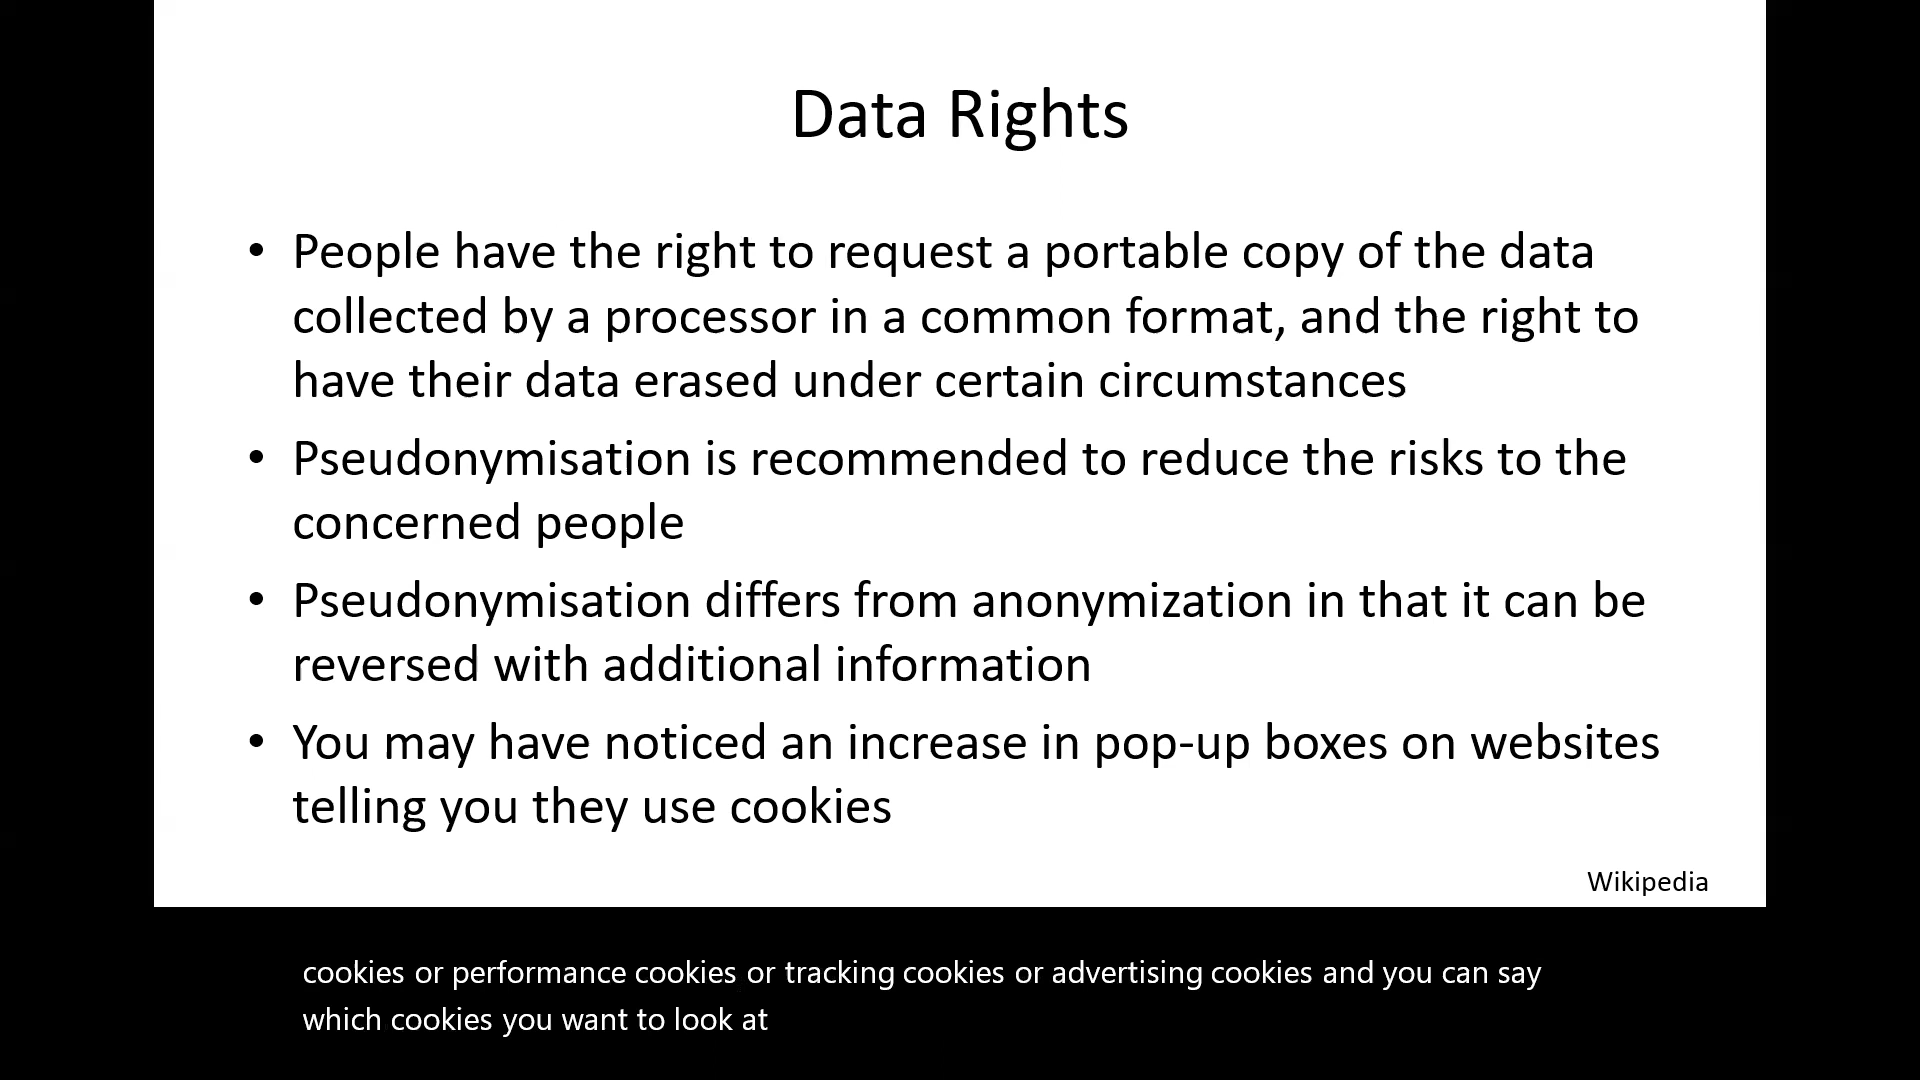 Data Rights
• People have the right to request a portable copy of the data
collected by a processor in a common format, and the right to
have their data erased under certain circumstances
• Pseudonymisation is recommended to reduce the risks to the
concerned people
• Pseudonymisation differs from anonymization in that it can be
reversed with additional information
• You may have noticed an increase in pop-up boxes on websites
telling you they use cookies
Wikipedia
cookies or performance cookies or tracking cookies or advertising cookies and you can say
which cookies you want to look at